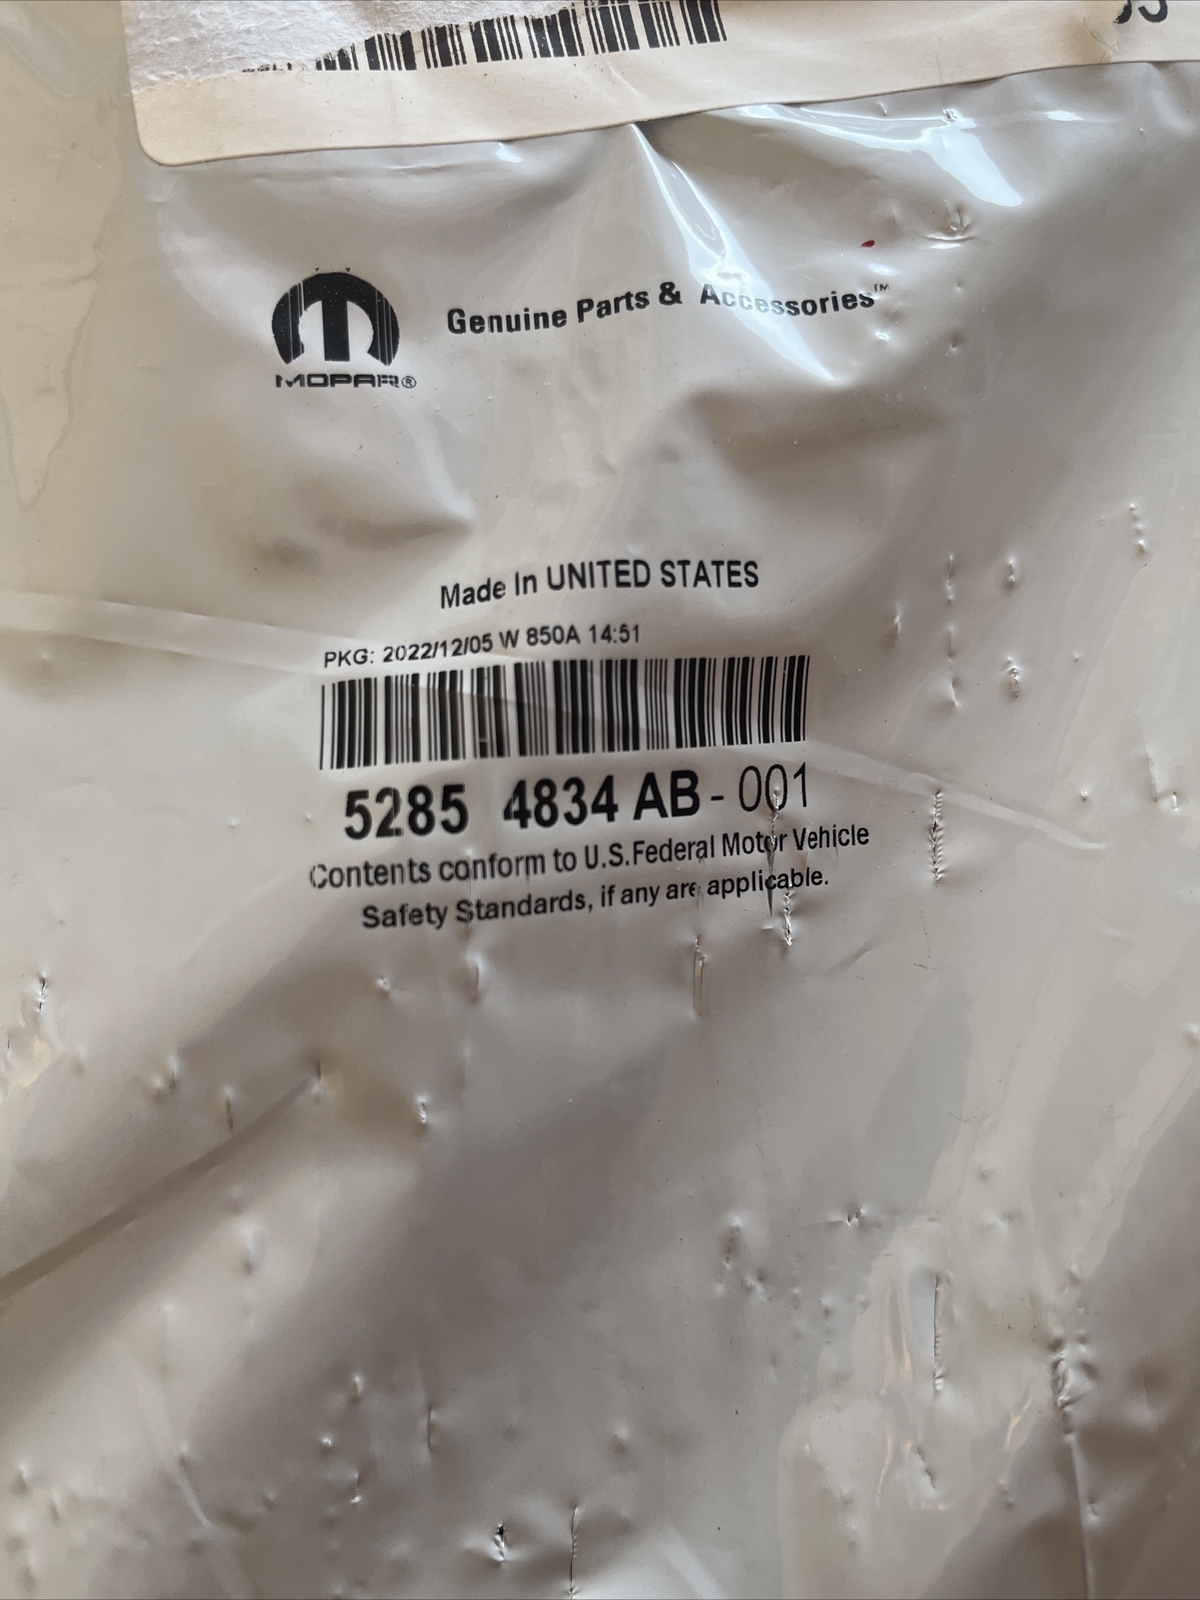 MOPAR®
Genuine Parts & Accessories™
Made In UNITED STATES
PKG: 2022/12/05 W 850A 14:51
5285 4834 AB - 001
Contents conform to U.S.Federal Motor Vehicle
Safety Standards, if any are applicable.